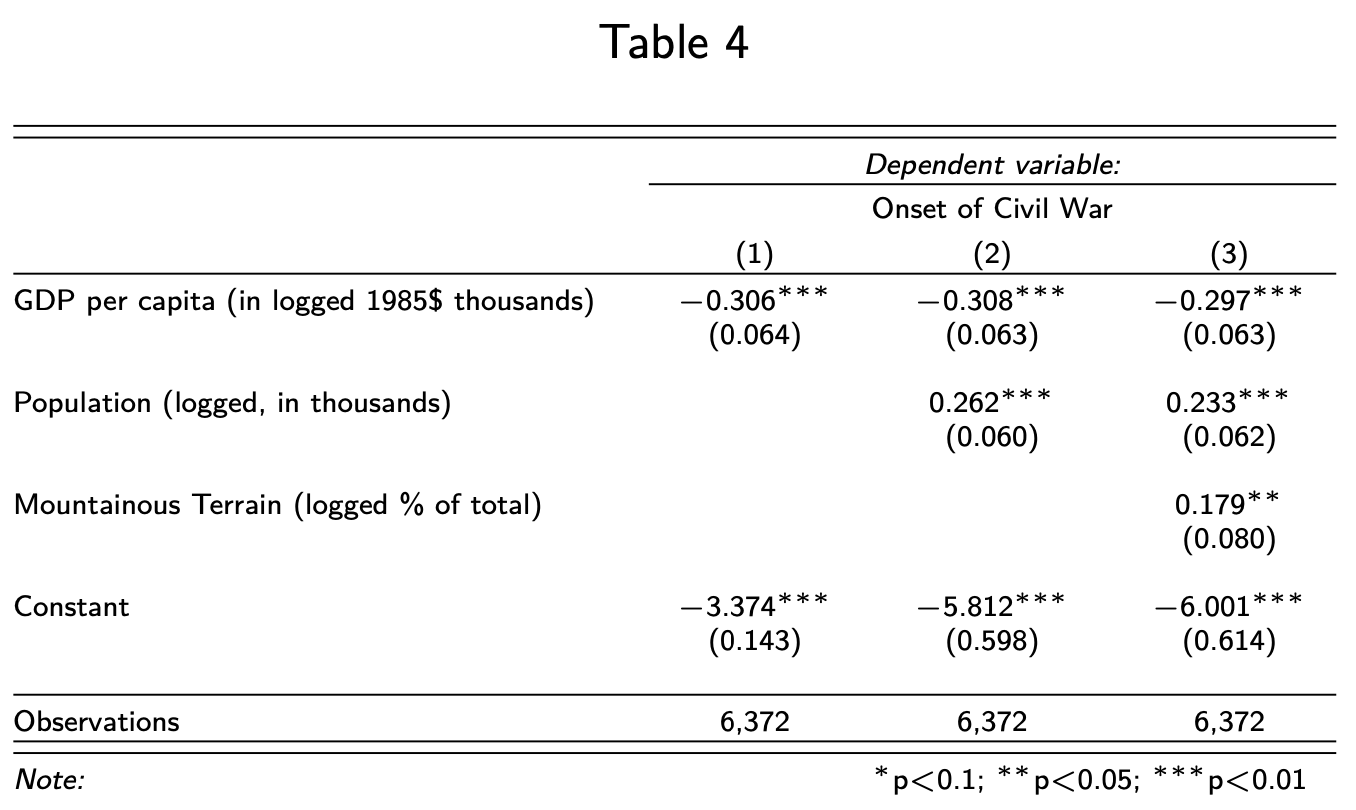 Table 4
Dependent variable:
Onset of Civil War
(1) (2) (3)
GDP per capita (in logged 1985$ thousands) −0.306*** −0.308*** −0.297***
(0.064) (0.063) (0.063)
Population (logged, in thousands) 0.262*** 0.233***
(0.060) (0.062)
Mountainous Terrain (logged % of total) 0.179**
(0.080)
Constant −3.374*** −5.812*** −6.001***
(0.143) (0.598) (0.614)
Observations 6,372 6,372 6,372
Note: *p<0.1; **p<0.05; ***p<0.01